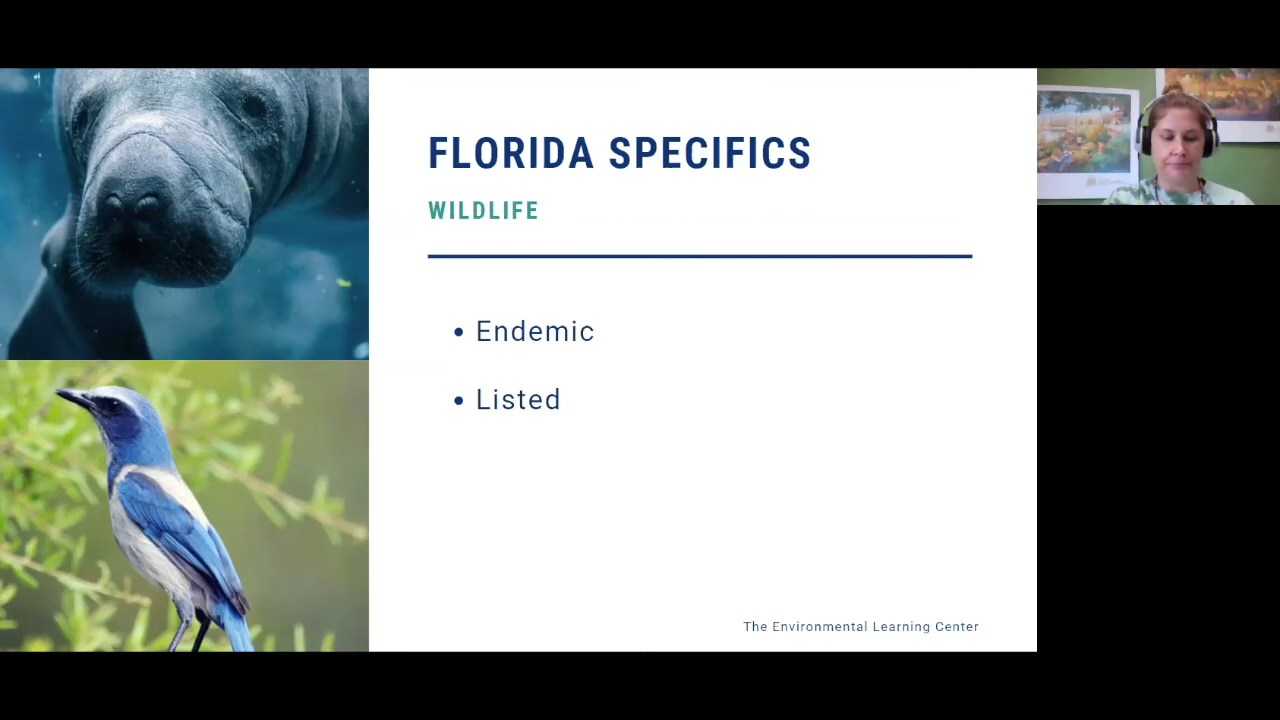 FLORIDA SPECIFICS
WILDLIFE
• Endemic
• Listed
The Environmental Learning Center